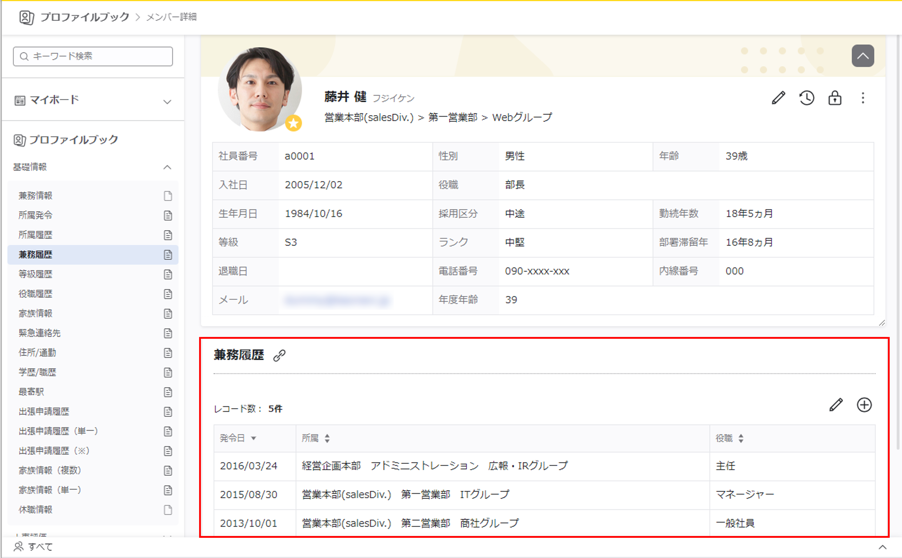 プロファイルブック > メンバー詳細
キーワード検索
マイボード
プロファイルブック
基礎情報
兼務情報
所属発令
所属履歴
兼務履歴
等級履歴
役職履歴
家族情報
緊急連絡先
住所/通勤
学歴/職歴
最寄駅
出張申請履歴
出張申請履歴（単一）
出張申請履歴（※）
家族情報（複数）
家族情報（単一）
休職情報
すべて
藤井 健 フジイケン
営業本部(salesDiv.) > 第一営業部 > Webグループ
社員番号 a0001 性別 男性 年齢 39歳
入社日 2005/12/02 役職 部長
生年月日 1984/10/16 採用区分 中途 勤続年数 18年5ヵ月
等級 S3 ランク 中堅 部署滞留年 16年8ヵ月
退職日 電話番号 090-xxxx-xxx 内線番号 000
メール 年度年齢 39
兼務履歴
レコード数： 5件
発令日 所属 役職
2016/03/24 経営企画本部　アドミニストレーション　広報・IRグループ 主任
2015/08/30 営業本部(salesDiv.)　第一営業部　ITグループ マネージャー
2013/10/01 営業本部(salesDiv.)　第二営業部　商社グループ 一般社員